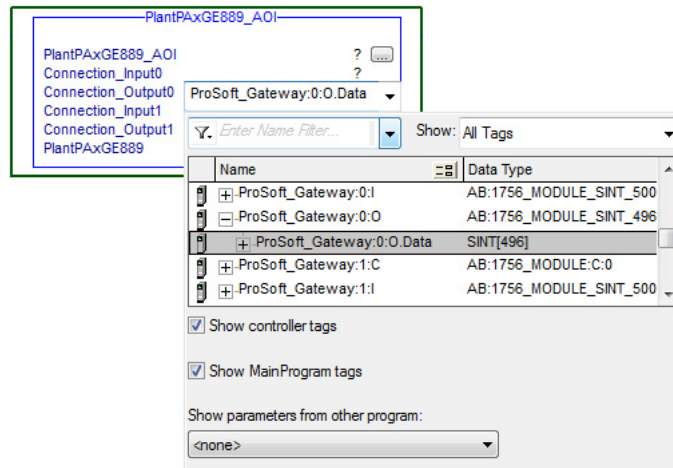 PlantPAxGE889_AOI
PlantPAxGE889_AOI ? ...
Connection_Input0 ?
Connection_Output0 ProSoft_Gateway:0:O.Data
Connection_Input1
Connection_Output1
PlantPAxGE889
Enter Name Filter... Show: All Tags
Name Data Type
ProSoft_Gateway:0:I AB:1756_MODULE_SINT_500
ProSoft_Gateway:0:O AB:1756_MODULE_SINT_496
ProSoft_Gateway:0:O.Data SINT[496]
ProSoft_Gateway:1:C AB:1756_MODULE:C:0
ProSoft_Gateway:1:I AB:1756_MODULE_SINT_500
Show controller tags
Show MainProgram tags
Show parameters from other program:
<none>